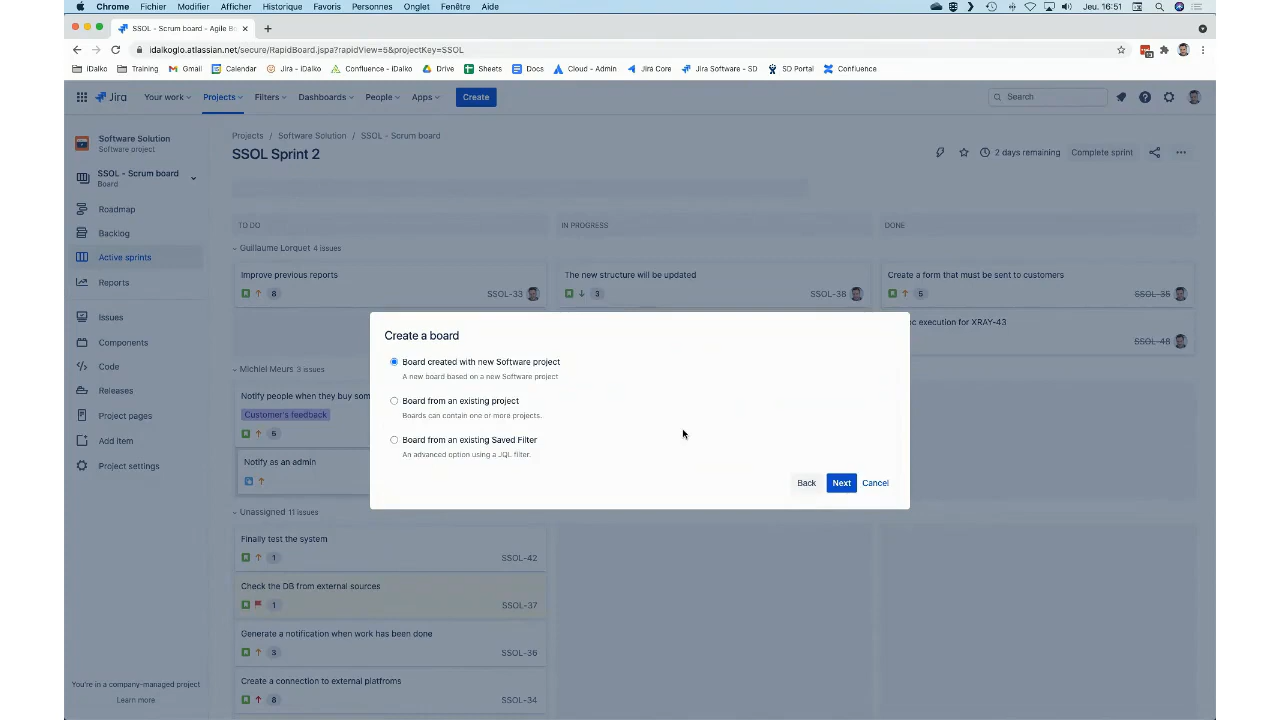 Chrome Fichier Modifier Afficher Historique Favoris Personnes Onglet Fenêtre Aide Jeu. 16:51
SSOL - Scrum board - Agile Bo
idalkoglo.atlassian.net/secure/RapidBoard.jspa?rapidView=5&projectKey=SSOL
iDalko Training Gmail Calendar Jira - iDalko Confluence - iDalko Drive Sheets Docs Cloud - Admin Jira Core Jira Software - SD SD Portal Confluence
Jira Your work Projects Filters Dashboards People Apps Create Search
Software Solution
Software project
SSOL - Scrum board
Board
Roadmap
Backlog
Active sprints
Reports
Issues
Components
Code
Releases
Project pages
Add item
Project settings
You're in a company-managed project
Learn more
Projects / Software Solution / SSOL - Scrum board
SSOL Sprint 2
2 days remaining Complete sprint
TO DO IN PROGRESS DONE
Guillaume Lorquet 4 issues
Improve previous reports
8 SSOL-33
The new structure will be updated
3 SSOL-38
Create a form that must be sent to customers
5 SSOL-35
execution for XRAY-43
SSOL-48
Michiel Meurs 3 issues
Notify people when they buy som
Customer's feedback
5
Notify as an admin
Unassigned 11 issues
Finally test the system
1 SSOL-42
Check the DB from external sources
1 SSOL-37
Generate a notification when work has been done
3 SSOL-36
Create a connection to external platfroms
8 SSOL-34
Create a board
Board created with new Software project
A new board based on a new Software project
Board from an existing project
Boards can contain one or more projects.
Board from an existing Saved Filter
An advanced option using a JQL filter.
Back Next Cancel